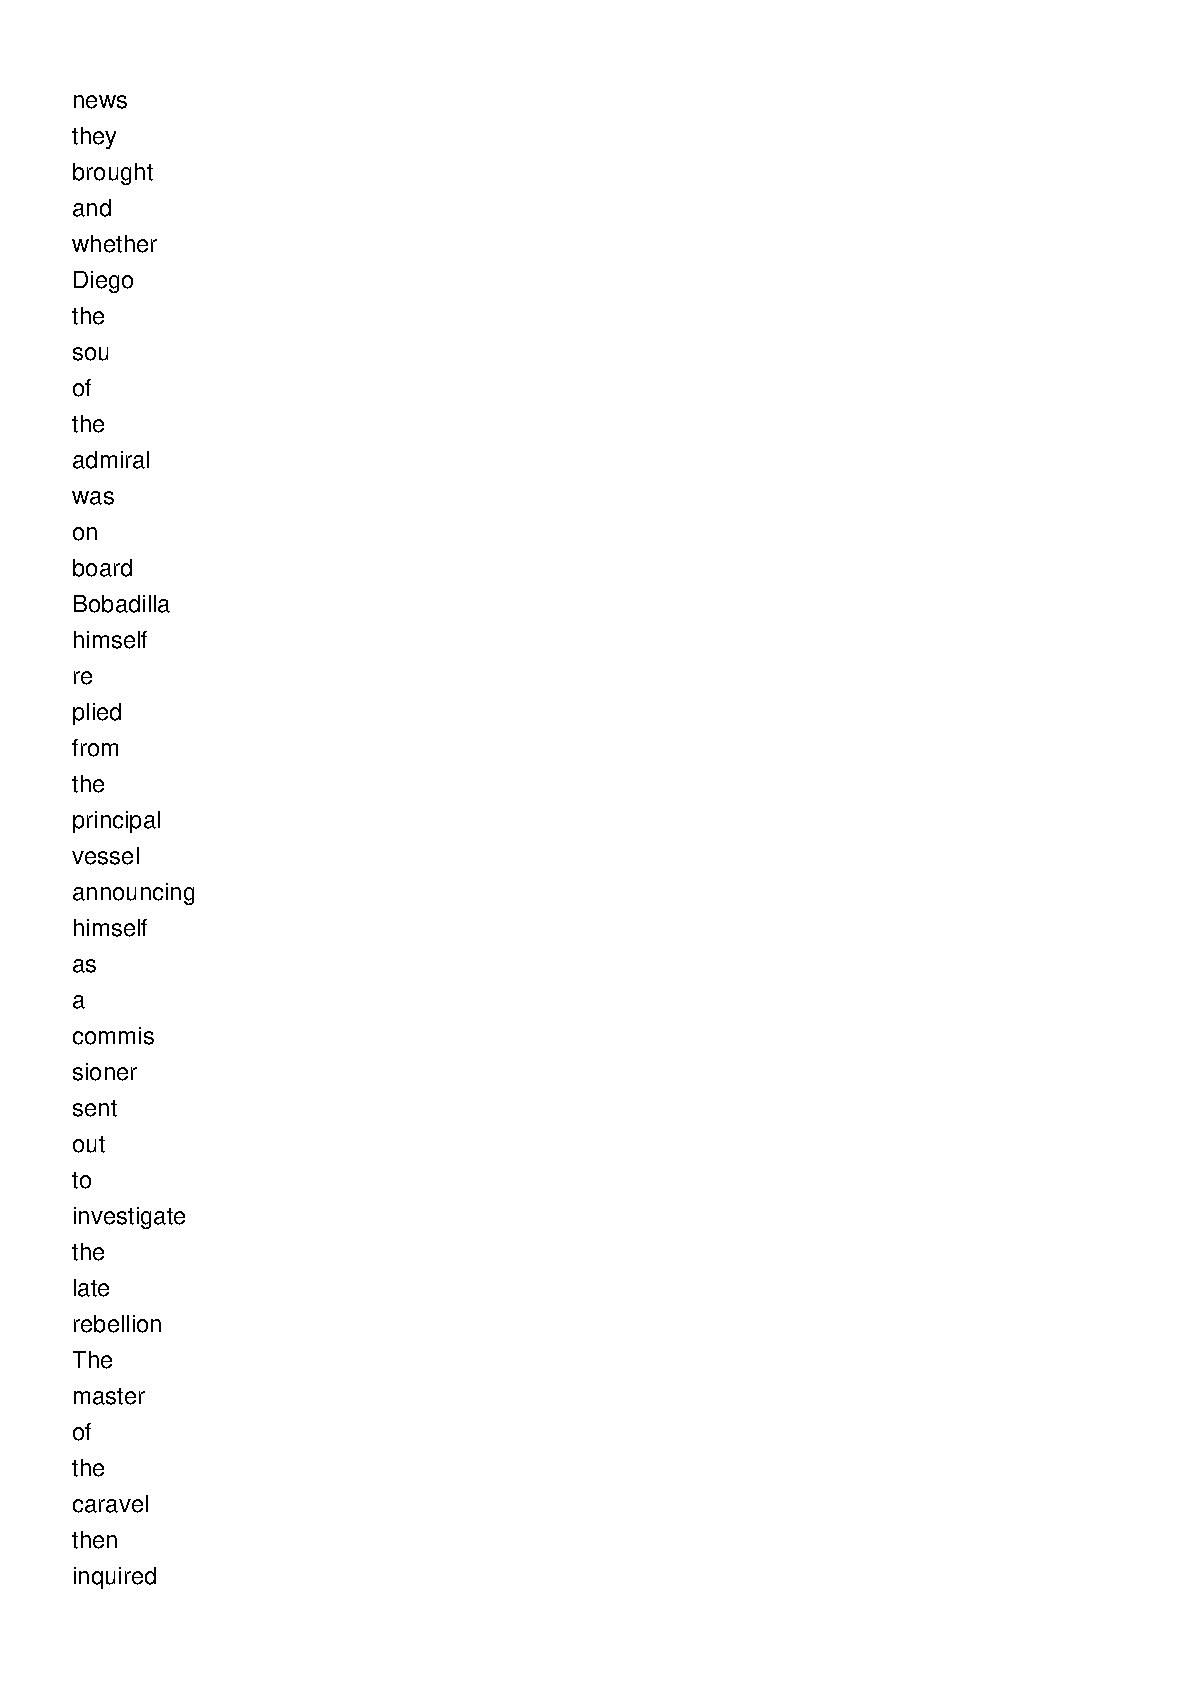 news
they
brought
and
whether
Diego
the
sou
of
the
admiral
was
on
board
Bobadilla
himself
re
plied
from
the
principal
vessel
announcing
himself
as
a
commis
sioner
sent
out
to
investigate
the
late
rebellion
The
master
of
the
caravel
then
inquired